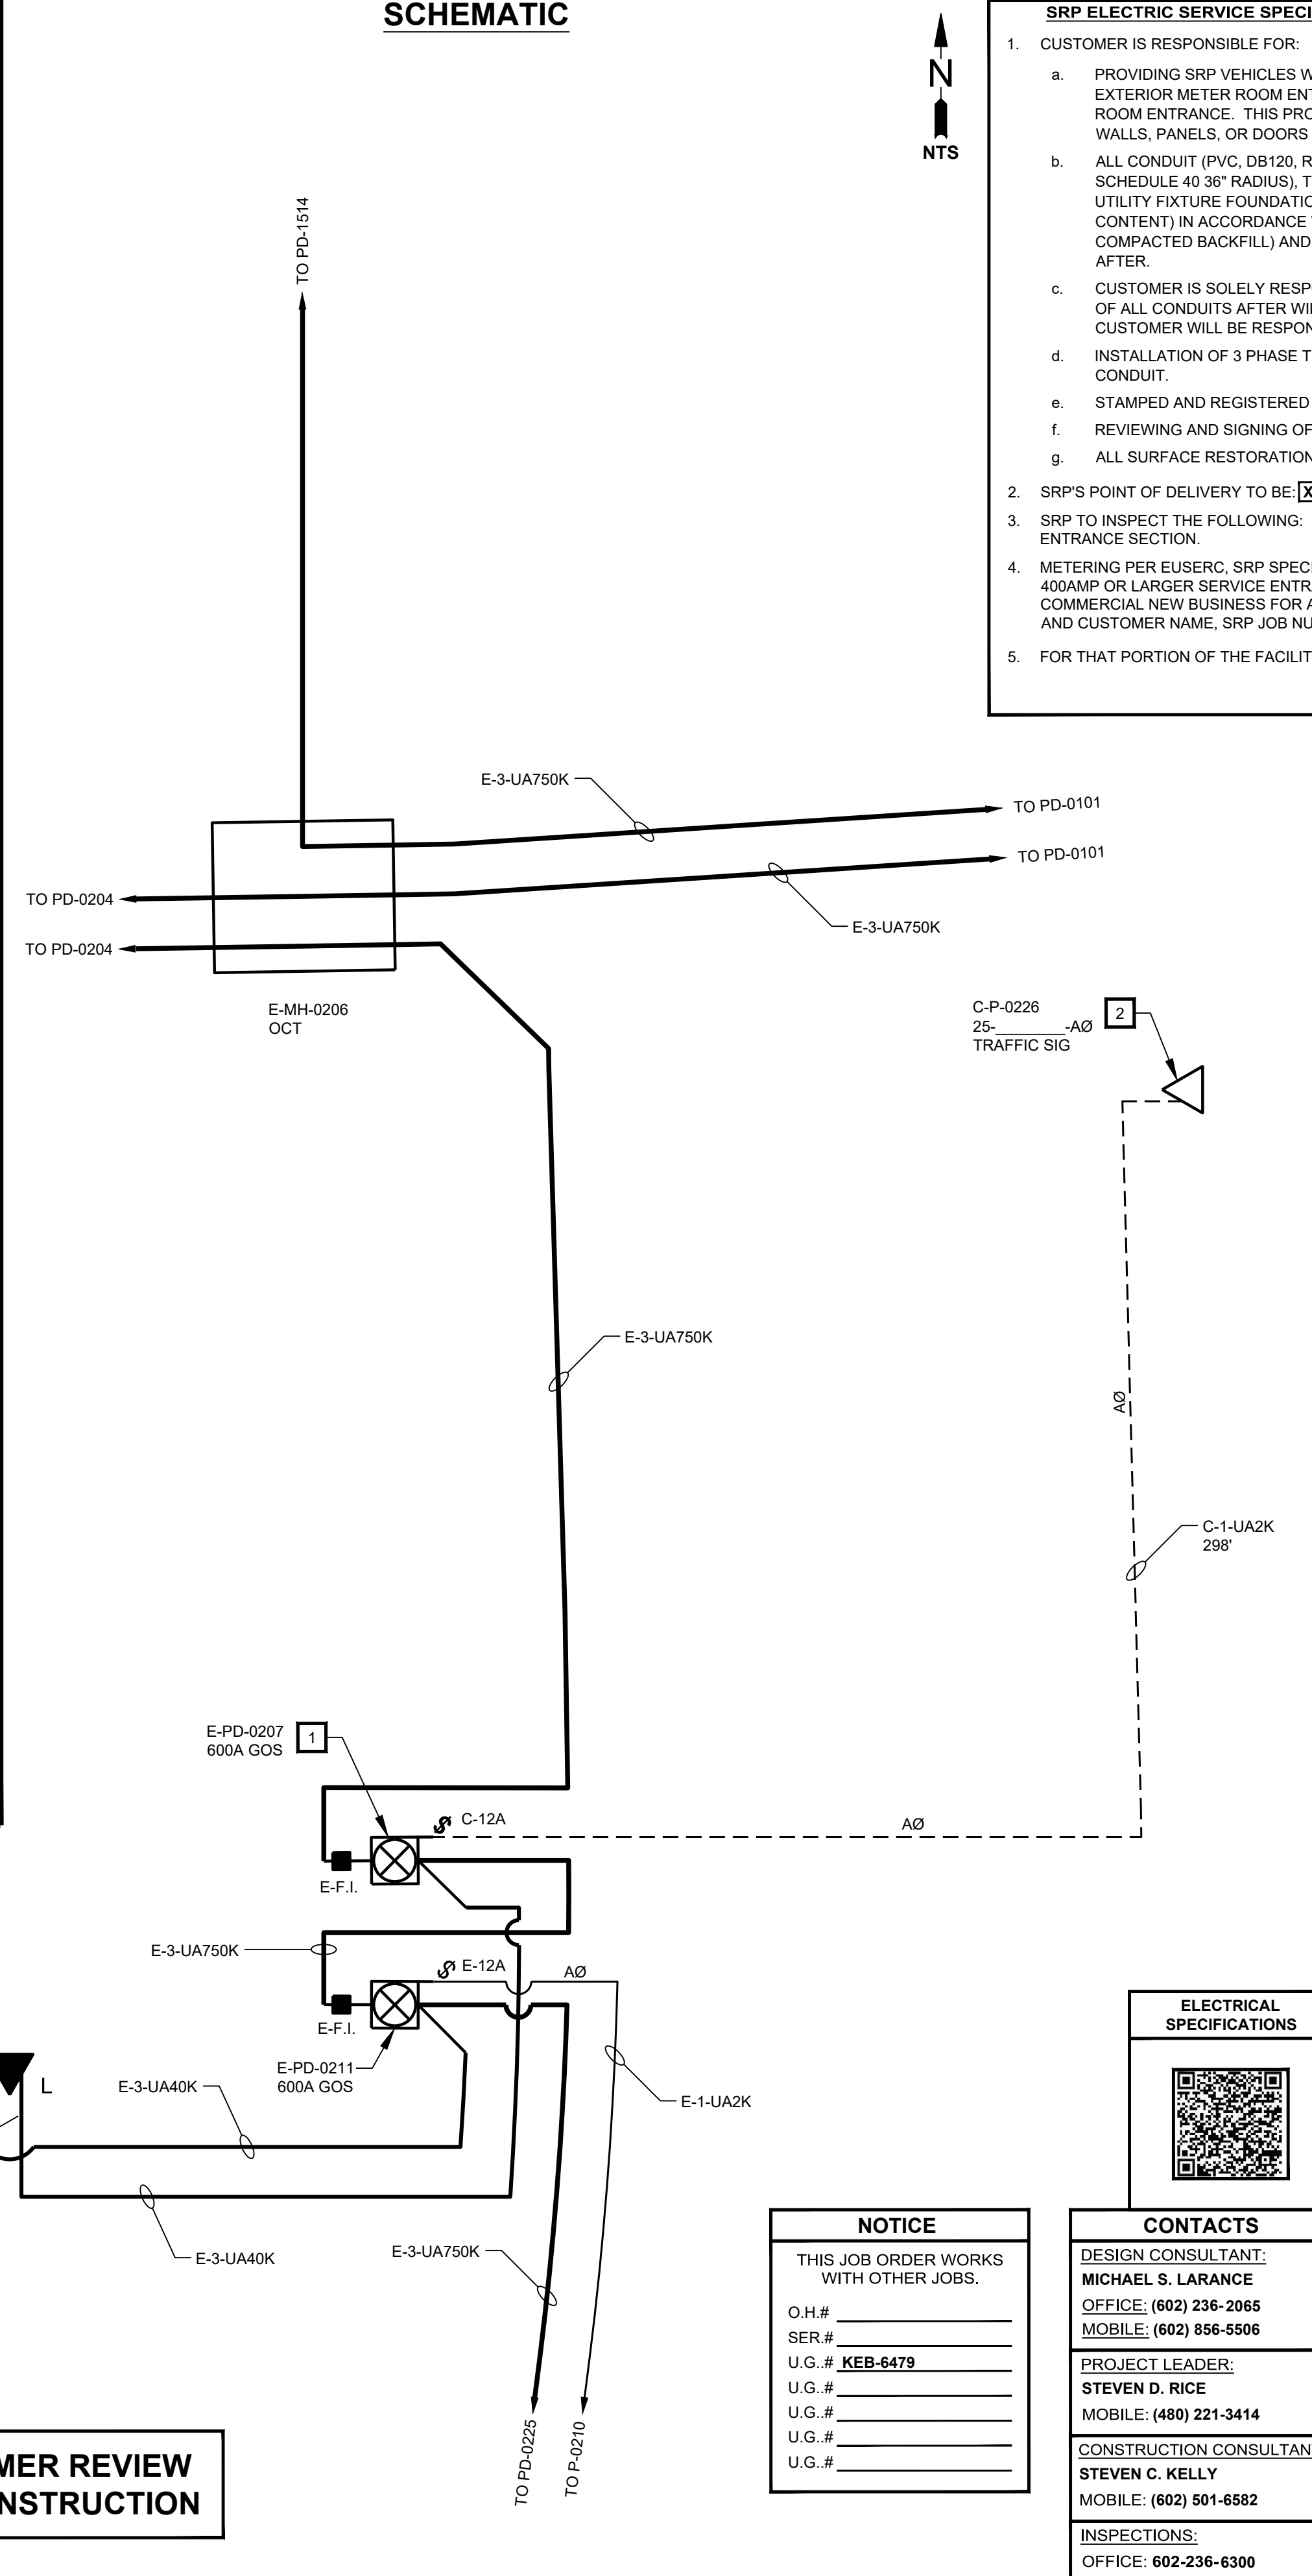 SCHEMATIC
N
NTS
SRP ELECTRIC SERVICE SPECI
1. CUSTOMER IS RESPONSIBLE FOR:
a. PROVIDING SRP VEHICLES W
EXTERIOR METER ROOM ENT
ROOM ENTRANCE. THIS PRO
WALLS, PANELS, OR DOORS
b. ALL CONDUIT (PVC, DB120, R
SCHEDULE 40 36" RADIUS), T
UTILITY FIXTURE FOUNDATIO
CONTENT) IN ACCORDANCE
COMPACTED BACKFILL) AND
AFTER.
c. CUSTOMER IS SOLELY RESP
OF ALL CONDUITS AFTER WI
CUSTOMER WILL BE RESPON
d. INSTALLATION OF 3 PHASE T
CONDUIT.
e. STAMPED AND REGISTERED
f. REVIEWING AND SIGNING OF
g. ALL SURFACE RESTORATION
2. SRP'S POINT OF DELIVERY TO BE: X
3. SRP TO INSPECT THE FOLLOWING:
ENTRANCE SECTION.
4. METERING PER EUSERC, SRP SPECI
400AMP OR LARGER SERVICE ENTR
COMMERCIAL NEW BUSINESS FOR A
AND CUSTOMER NAME, SRP JOB NU
5. FOR THAT PORTION OF THE FACILIT
TO PD-1514
E-3-UA750K
TO PD-0101
TO PD-0101
E-3-UA750K
TO PD-0204
TO PD-0204
E-MH-0206
OCT
C-P-0226
25-________-AØ
TRAFFIC SIG
2
E-3-UA750K
AØ
C-1-UA2K
298'
E-PD-0207
600A GOS
1
C-12A
AØ
E-F.I.
E-3-UA750K
E-12A
AØ
E-F.I.
E-PD-0211
600A GOS
L
E-3-UA40K
E-1-UA2K
E-3-UA40K
E-3-UA750K
TO PD-0225
TO P-0210
ELECTRICAL
SPECIFICATIONS
NOTICE
THIS JOB ORDER WORKS
WITH OTHER JOBS.
O.H.#
SER.#
U.G..# KEB-6479
U.G..#
U.G..#
U.G..#
U.G..#
CONTACTS
DESIGN CONSULTANT:
MICHAEL S. LARANCE
OFFICE: (602) 236-2065
MOBILE: (602) 856-5506
PROJECT LEADER:
STEVEN D. RICE
MOBILE: (480) 221-3414
CONSTRUCTION CONSULTAN
STEVEN C. KELLY
MOBILE: (602) 501-6582
INSPECTIONS:
OFFICE: 602-236-6300
MER REVIEW
NSTRUCTION